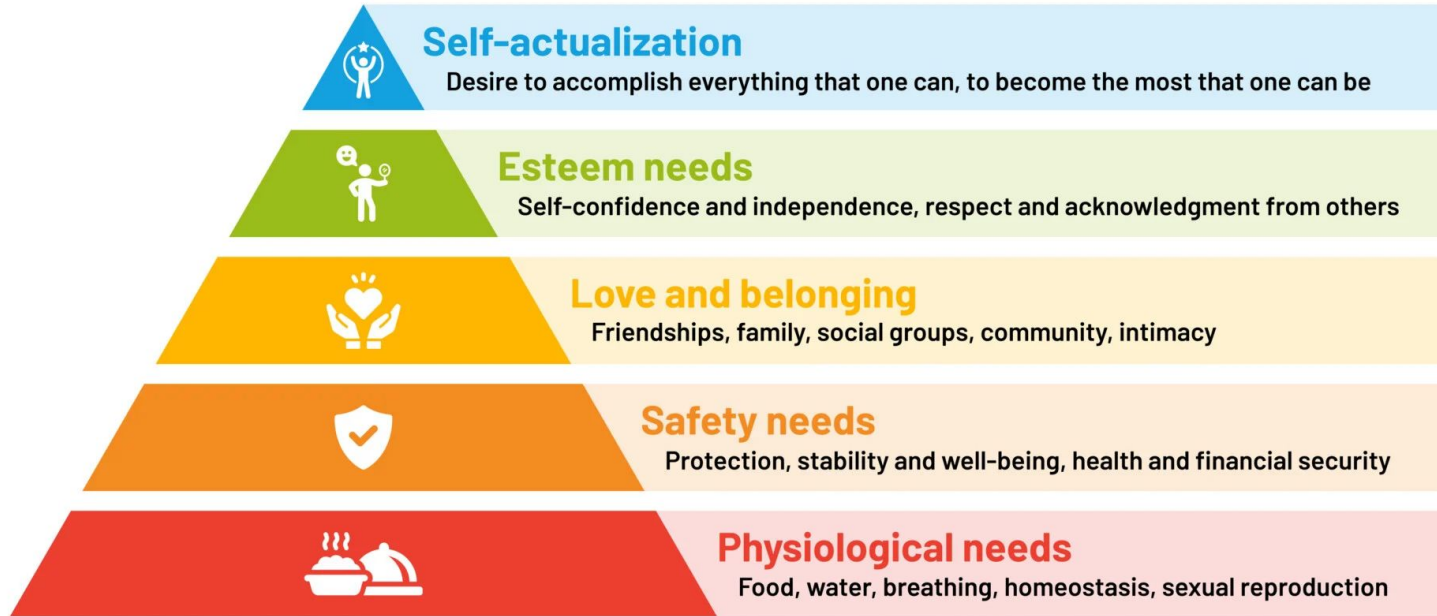 Self-actualization
Desire to accomplish everything that one can, to become the most that one can be
Esteem needs
Self-confidence and independence, respect and acknowledgment from others
Love and belonging
Friendships, family, social groups, community, intimacy
Safety needs
Protection, stability and well-being, health and financial security
Physiological needs
Food, water, breathing, homeostasis, sexual reproduction